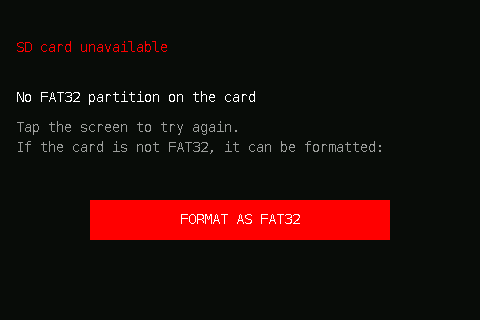 SD card unavailable
No FAT32 partition on the card
Tap the screen to try again.
If the card is not FAT32, it can be formatted:
FORMAT AS FAT32